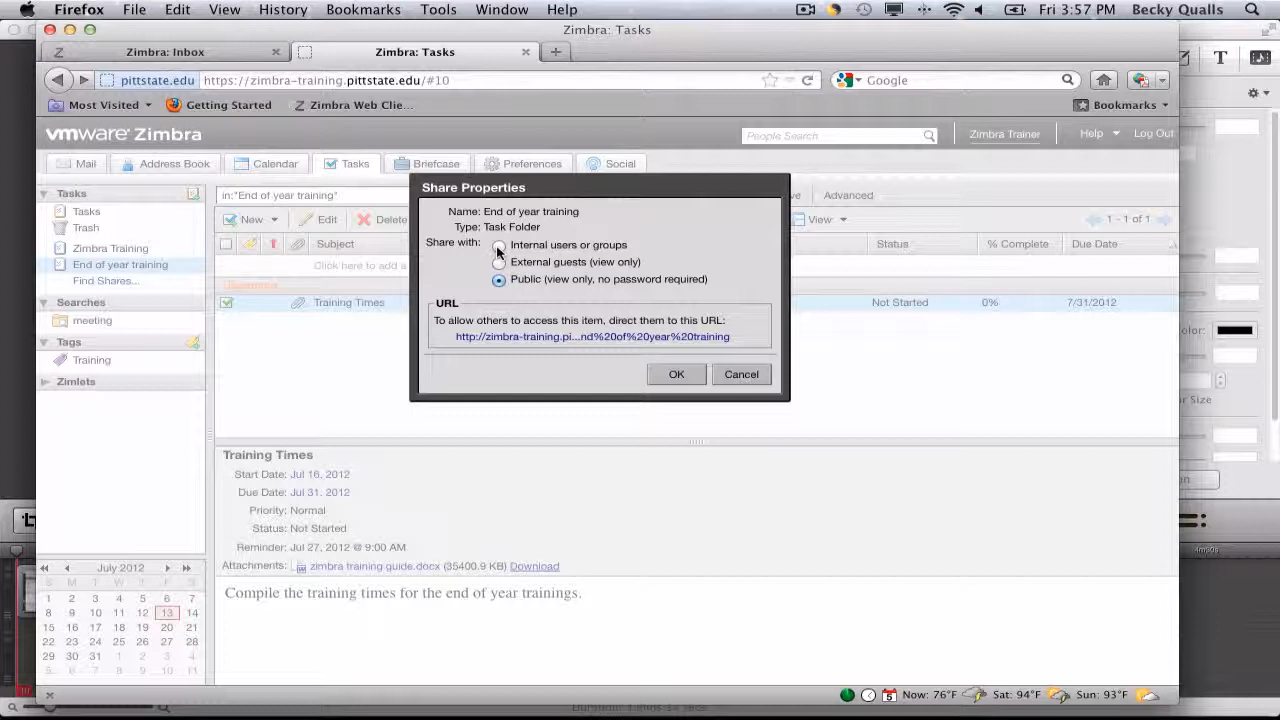 Firefox File Edit View History Bookmarks Tools Window Help Fri 3:57 PM Becky Qualls
Zimbra: Tasks
Z Zimbra: Inbox Zimbra: Tasks
pittstate.edu https://zimbra-training.pittstate.edu/#10 Google
Most Visited Getting Started Z Zimbra Web Clie... Bookmarks
vmware Zimbra People Search Zimbra Trainer Help Log Out
Mail Address Book Calendar Tasks Briefcase Preferences Social
Tasks
Tasks
Trash
Zimbra Training
End of year training
Find Shares...
Searches
meeting
Tags
Training
Zimlets
in:"End of year training" Advanced
New Edit Delete View 1 - 1 of 1
Subject Status % Complete Due Date
Click here to add a
Training Times Not Started 0% 7/31/2012
Share Properties
Name: End of year training
Type: Task Folder
Share with: Internal users or groups
External guests (view only)
Public (view only, no password required)
URL
To allow others to access this item, direct them to this URL:
http://zimbra-training.pi...nd%20of%20year%20training
OK Cancel
Training Times
Start Date: Jul 16, 2012
Due Date: Jul 31, 2012
Priority: Normal
Status: Not Started
Reminder: Jul 27, 2012 @ 9:00 AM
Attachments: zimbra training guide.docx (35400.9 KB) Download
Compile the training times for the end of year trainings.
July 2012
S M T W T F S
1 2 3 4 5 6 7
8 9 10 11 12 13 14
15 16 17 18 19 20 21
22 23 24 25 26 27 28
29 30 31 1 2 3 4
5 6 7 8 9 10 11
Now: 76°F Sat: 94°F Sun: 93°F
T
olor:
ur Size
4m30s